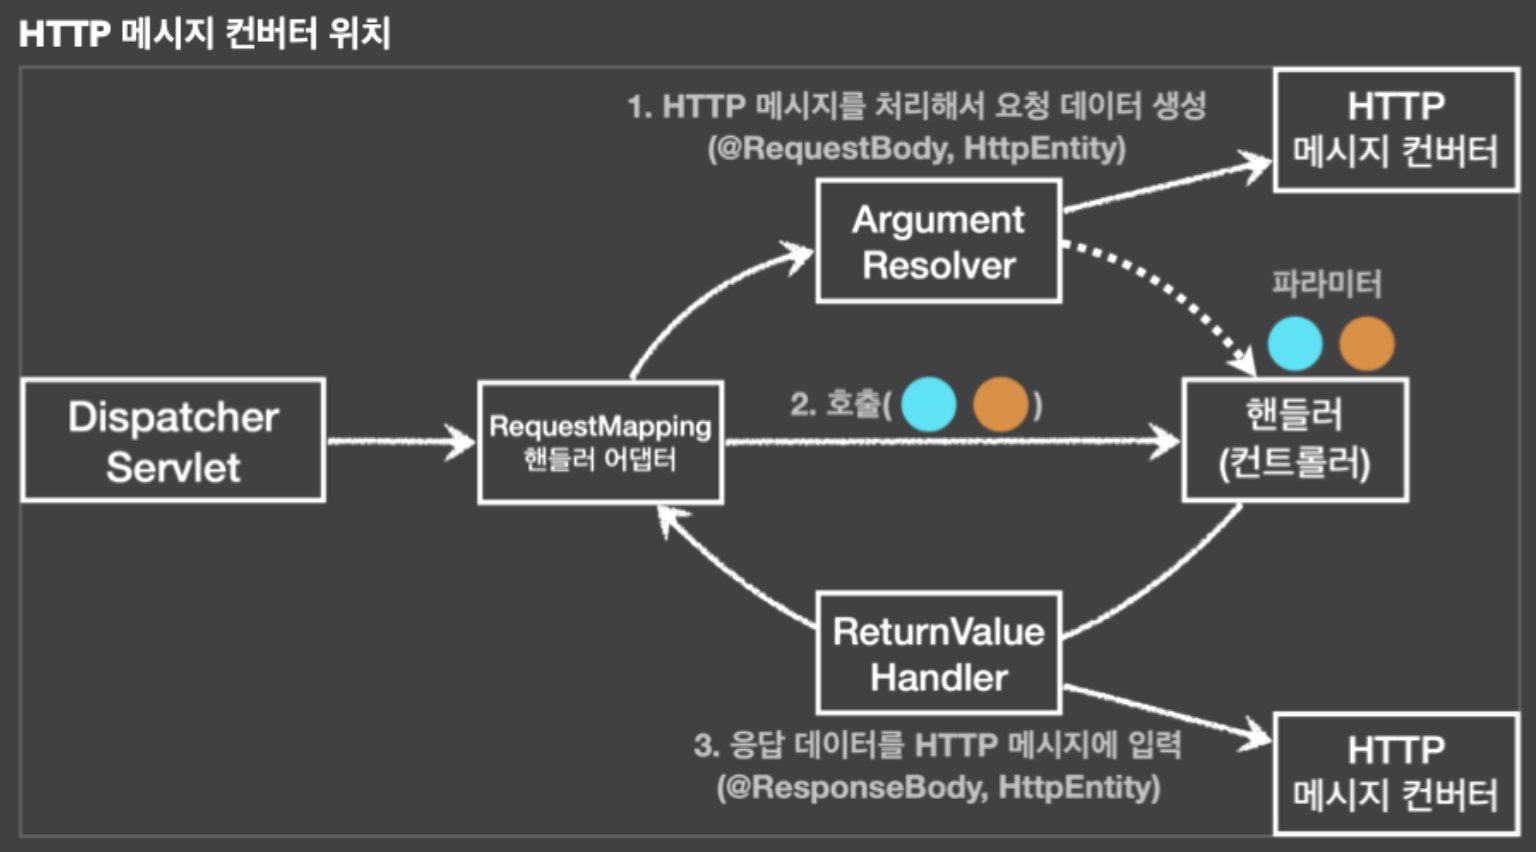 HTTP 메시지 컨버터 위치
1. HTTP 메시지를 처리해서 요청 데이터 생성
(@RequestBody, HttpEntity)
HTTP
메시지 컨버터
Argument
Resolver
파라미터
Dispatcher
Servlet
RequestMapping
핸들러 어댑터
2. 호출( )
핸들러
(컨트롤러)
ReturnValue
Handler
3. 응답 데이터를 HTTP 메시지에 입력
(@ResponseBody, HttpEntity)
HTTP
메시지 컨버터